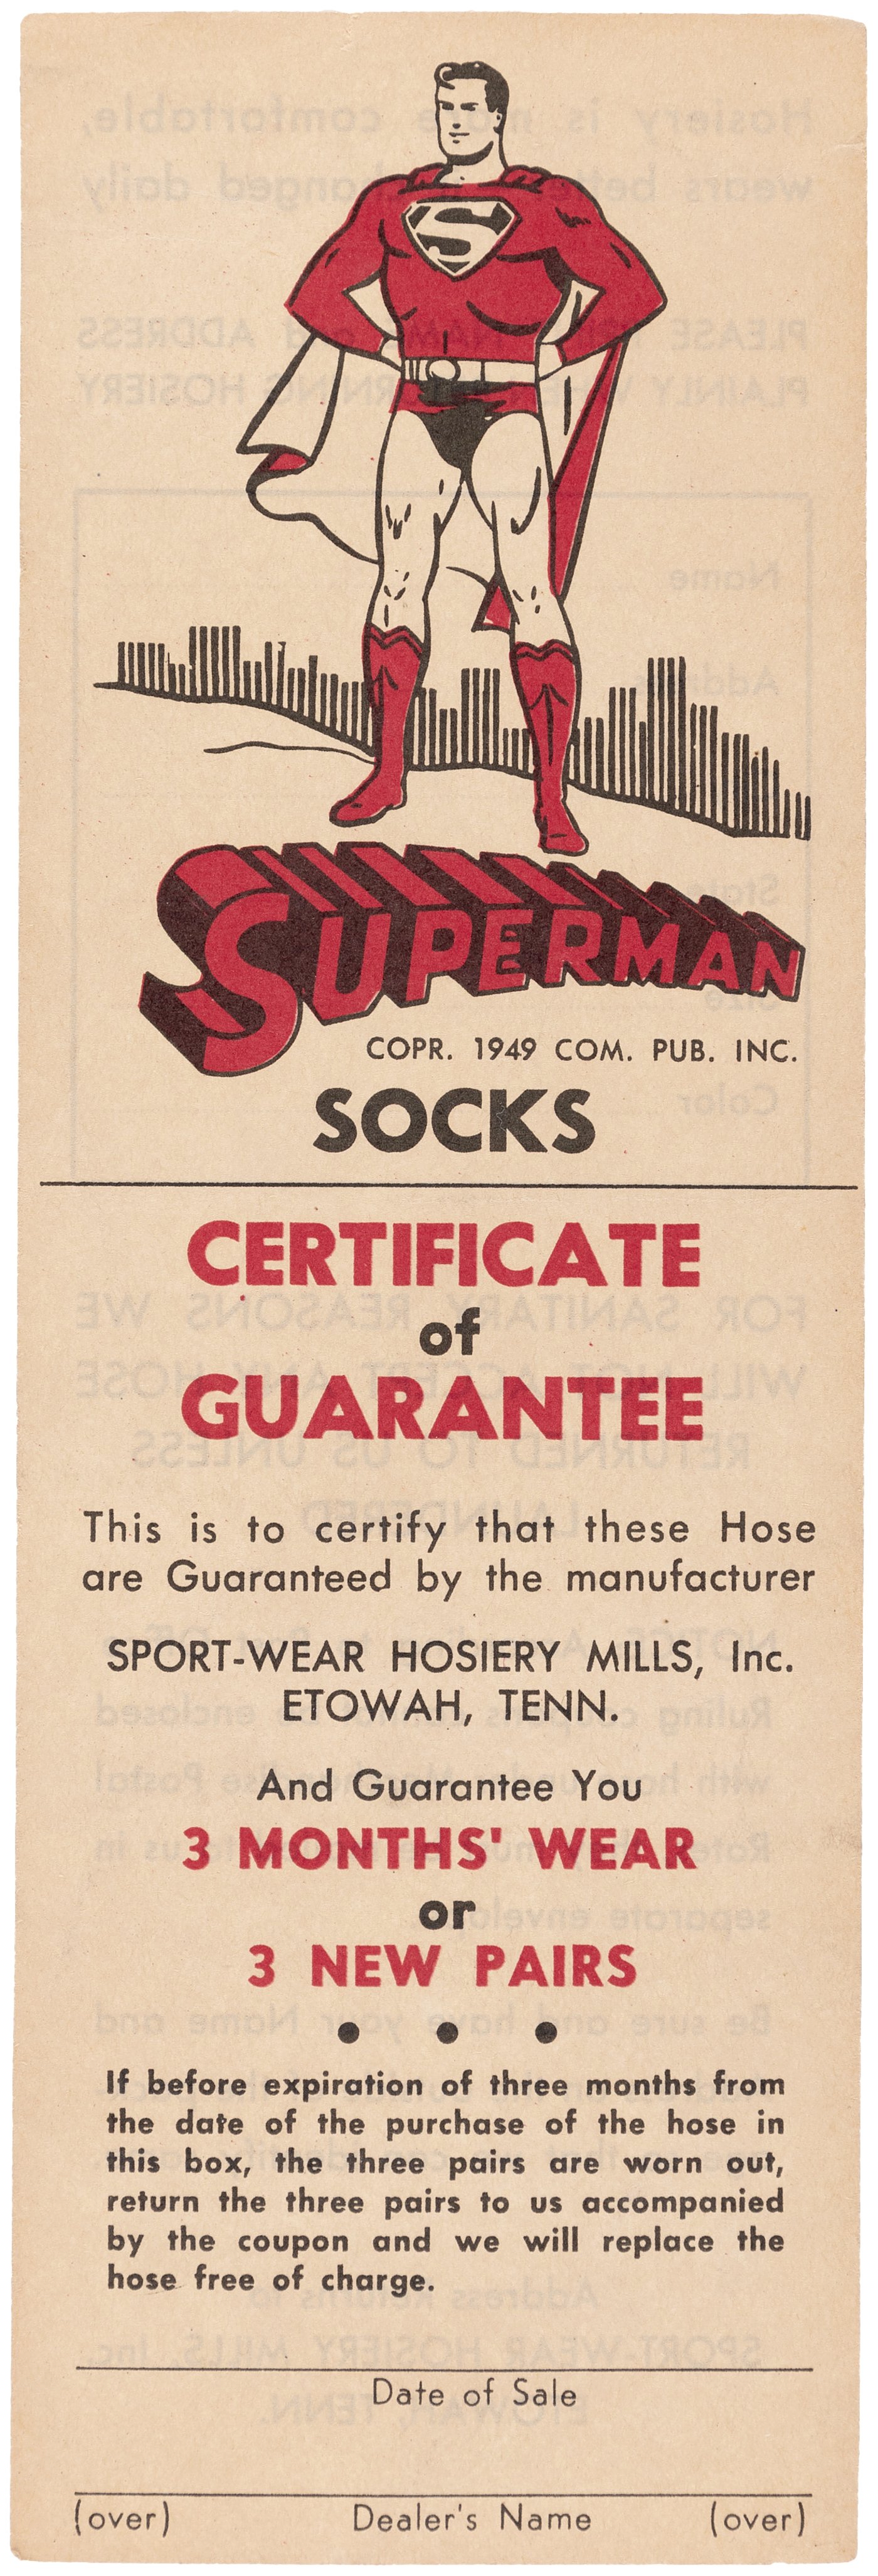 SUPERMAN
COPR. 1949 COM. PUB. INC.
SOCKS
CERTIFICATE
of
GUARANTEE
This is to certify that these Hose
are Guaranteed by the manufacturer
SPORT-WEAR HOSIERY MILLS, Inc.
ETOWAH, TENN.
And Guarantee You
3 MONTHS' WEAR
or
3 NEW PAIRS
• • •
If before expiration of three months from
the date of the purchase of the hose in
this box, the three pairs are worn out,
return the three pairs to us accompanied
by the coupon and we will replace the
hose free of charge.
Date of Sale
(over) Dealer's Name (over)